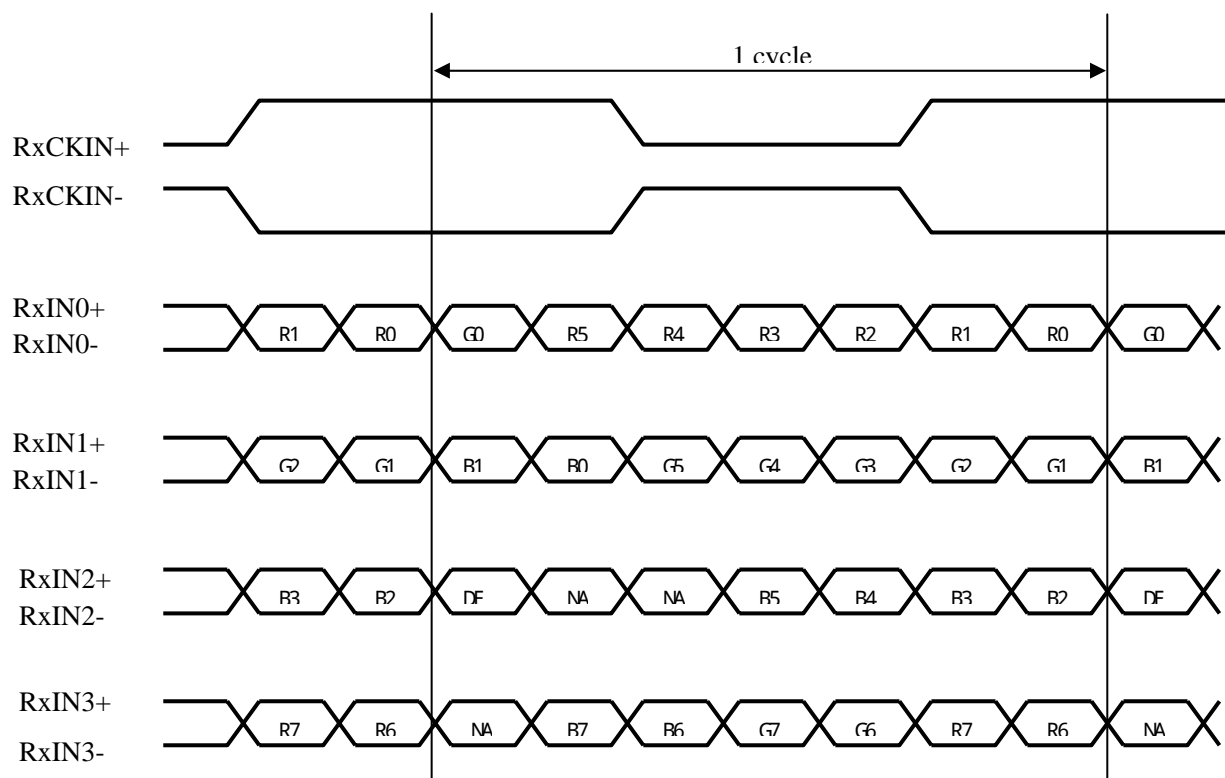 1 cycle
RxCKIN+
RxCKIN-
RxIN0+
R1 R0 G0 R5 R4 R3 R2 R1 R0 G0
RxIN0-
RxIN1+
G2 G1 B1 B0 G5 G4 G3 G2 G1 B1
RxIN1-
RxIN2+
B3 B2 DE NA NA B5 B4 B3 B2 DE
RxIN2-
RxIN3+
R7 R6 NA B7 B6 G7 G6 R7 R6 NA
RxIN3-